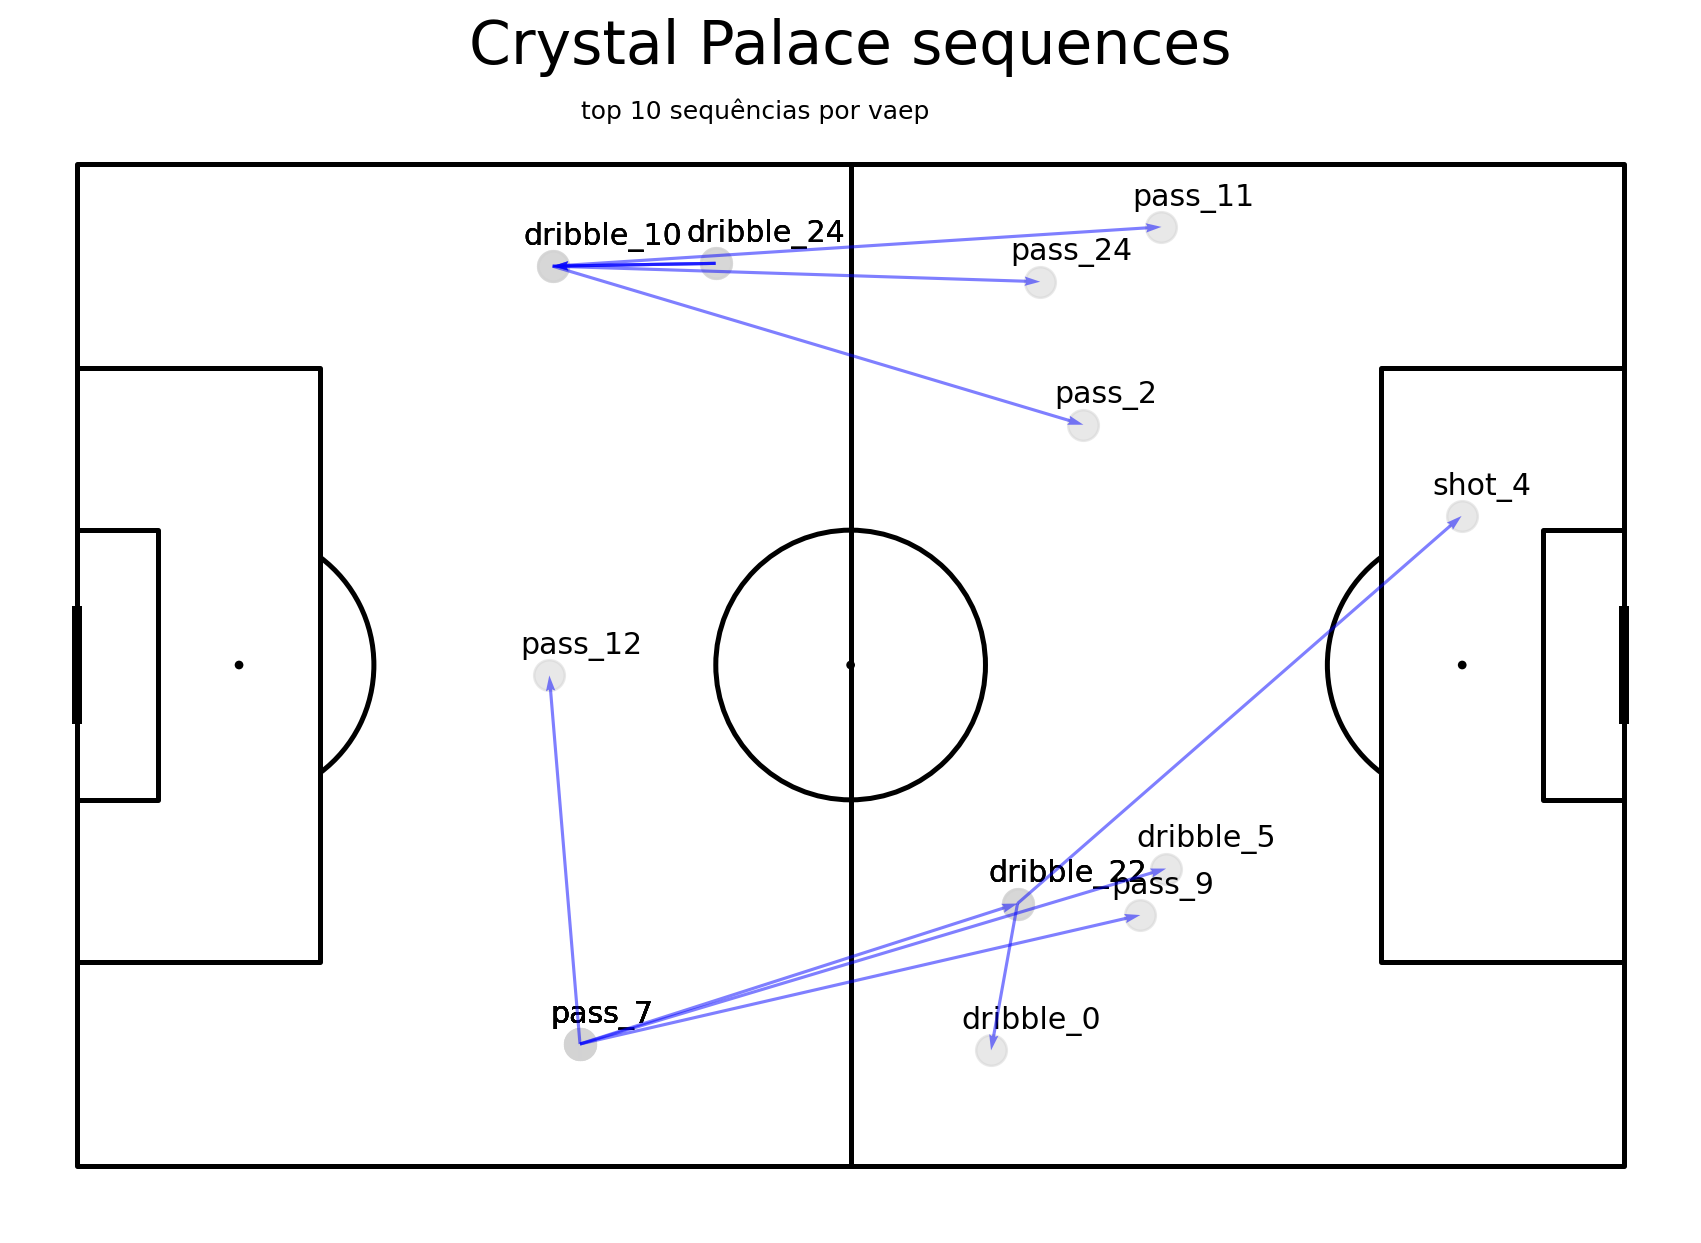 Crystal Palace sequences
top 10 sequências por vaep
pass_11
dribble_10
dribble_24
pass_24
pass_2
shot_4
pass_12
dribble_5
dribble_22
pass_9
pass_7
dribble_0